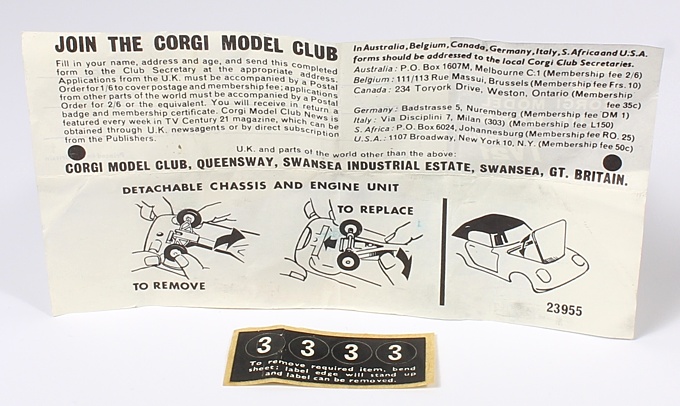 JOIN THE CORGI MODEL CLUB
Fill in your name, address and age, and send this completed
form to the Club Secretary at the appropriate address.
Applications from the U.K. must be accompanied by a Postal
Order for 1/6 to cover postage and membership fee; applications
from other parts of the world must be accompanied by a Postal
Order for 2/6 or the equivalent. You will receive in return a
badge and membership certificate. Corgi Model Club News is
featured every week in TV Century 21 magazine, which can be
obtained through U.K. newsagents or by direct subscription
from the Publishers.
In Australia, Belgium, Canada, Germany, Italy, S. Africa and U.S.A.
forms should be addressed to the local Corgi Club Secretaries.
Australia: P.O. Box 1607M, Melbourne C.1 (Membership fee 2/6)
Belgium: 111/113 Rue Massui, Brussels (Membership fee Frs. 10)
Canada: 234 Toryork Drive, Weston, Ontario (Membership
fee 35c)
Germany: Badstrasse 5, Nuremberg (Membership fee DM 1)
Italy: Via Disciplini 7, Milan (303) (Membership fee L150)
S. Africa: P.O. Box 6024, Johannesburg (Membership fee RO. 25)
U.S.A.: 1107 Broadway, New York 10, N.Y. (Membership fee 50c)
U.K. and parts of the world other than the above:
CORGI MODEL CLUB, QUEENSWAY, SWANSEA INDUSTRIAL ESTATE, SWANSEA, GT. BRITAIN.
DETACHABLE CHASSIS AND ENGINE UNIT
TO REMOVE
TO REPLACE
23955
3 3 3 3
To remove required item, bend
sheet; label edge will stand up
and label can be removed.